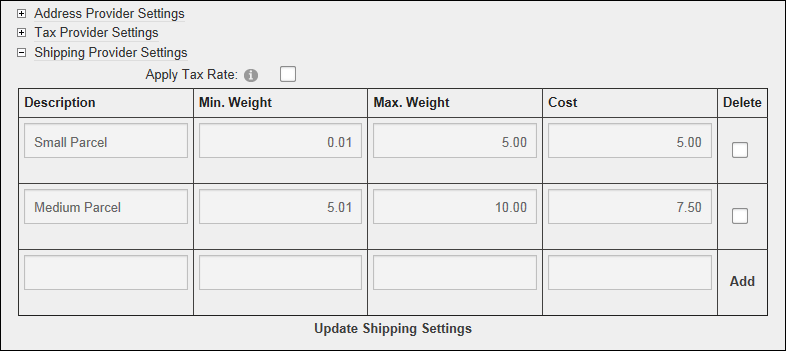 Address Provider Settings
Tax Provider Settings
Shipping Provider Settings
Apply Tax Rate:
Description Min. Weight Max. Weight Cost Delete
Small Parcel 0.01 5.00 5.00
Medium Parcel 5.01 10.00 7.50
Add
Update Shipping Settings